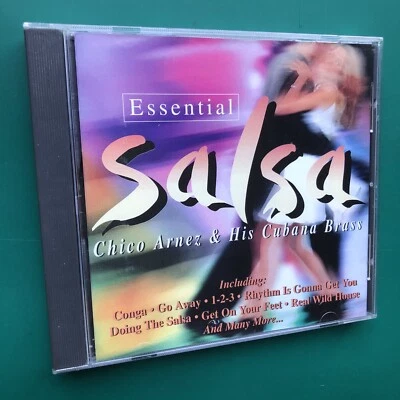 Essential
Salsa
Chico Arnez & His Cubana Brass
Including:
Conga • Go Away • 1-2-3 • Rhythm Is Gonna Get You
Doing The Salsa • Get On Your Feet • Real Wild House
And Many More...